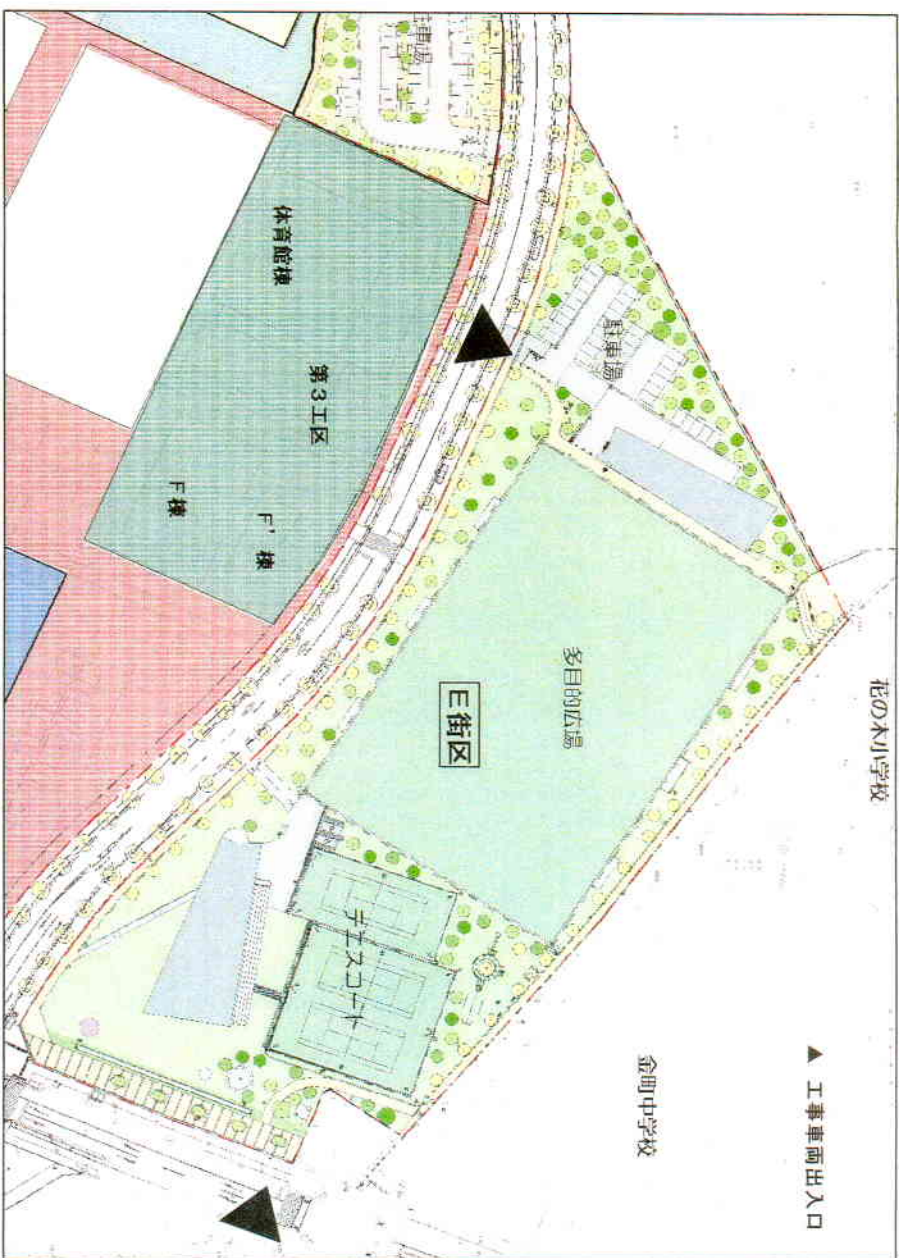 花の木小学校
▲ 工事車両出入口
金町中学校
駐車場
駐車場
多目的広場
E街区
テニスコート
体育館棟
第3工区
F'棟
F棟